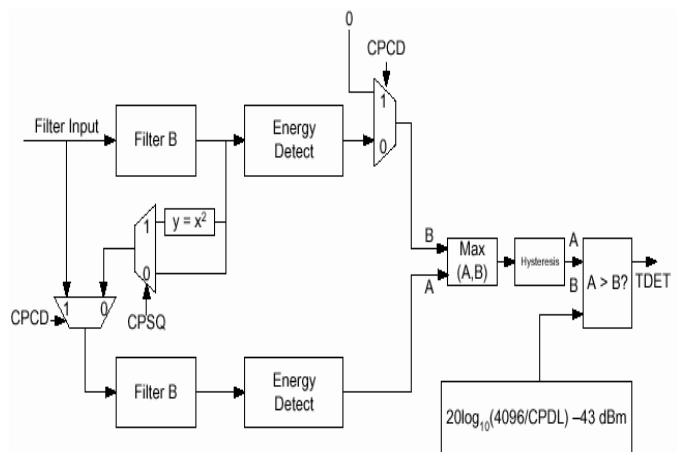 0
CPCD
1
0
Filter Input
Filter B
Energy
Detect
1
y = x²
0
CPSQ
CPCD
1
0
B
A
Max
(A,B)
Hysteresis
A
B
A > B?
TDET
Filter B
Energy
Detect
20log₁₀(4096/CPDL) –43 dBm